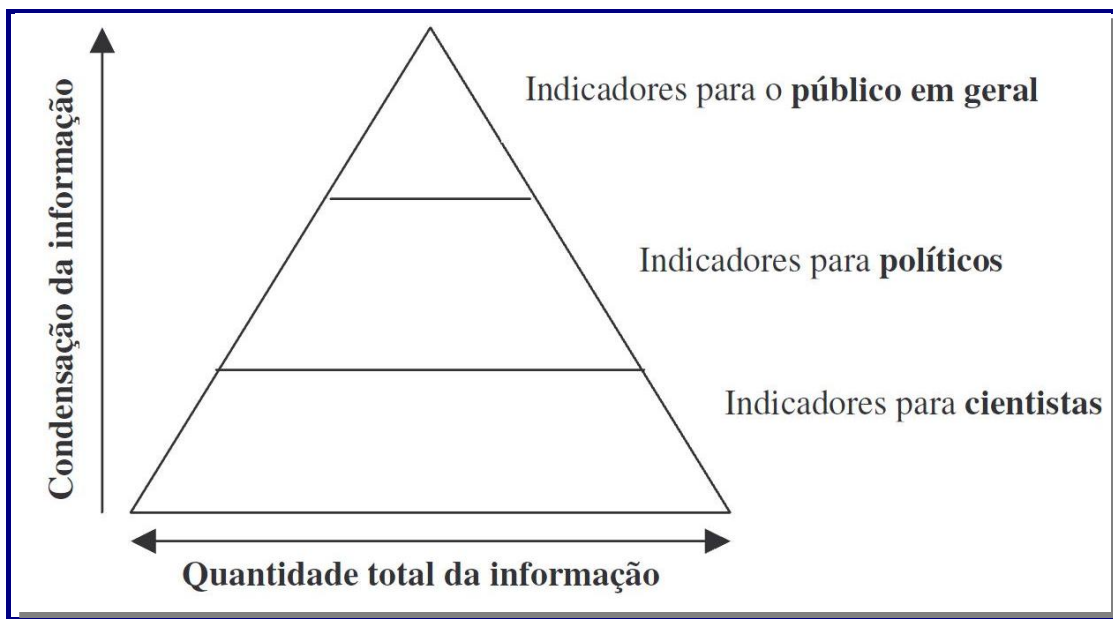 Condensação da informação
Indicadores para o público em geral
Indicadores para políticos
Indicadores para cientistas
Quantidade total da informação